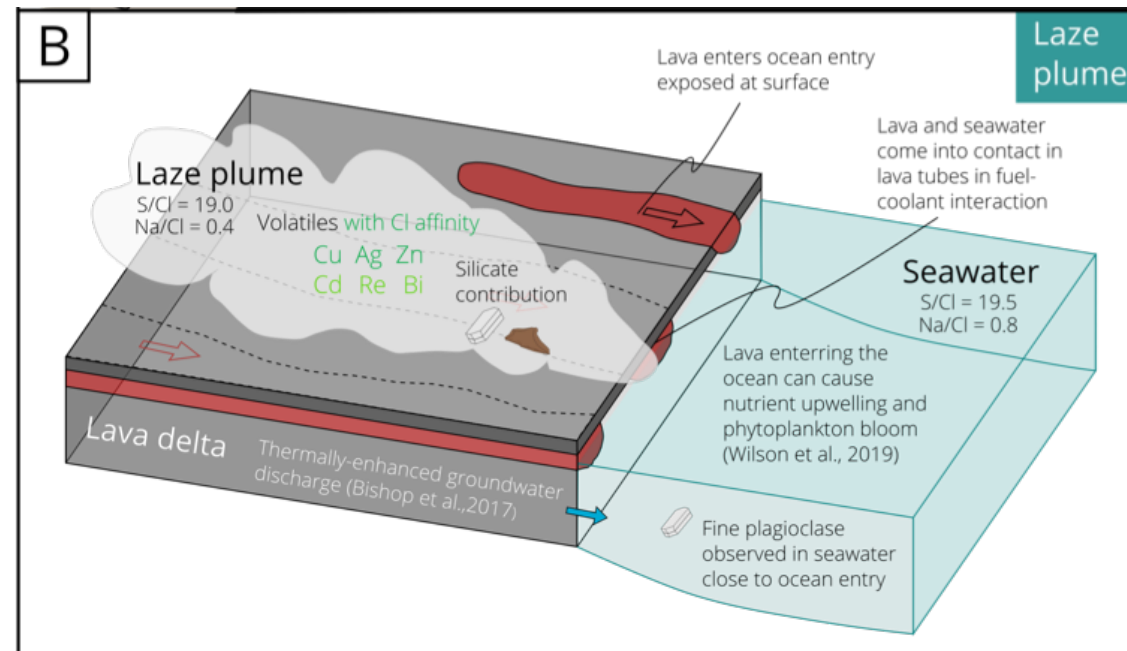 B
Laze
plume
Lava enters ocean entry
exposed at surface
Lava and seawater
come into contact in
lava tubes in fuel-
coolant interaction
Laze plume
S/Cl = 19.0
Na/Cl = 0.4
Volatiles with Cl affinity
Cu Ag Zn
Cd Re Bi
Silicate
contribution
Seawater
S/Cl = 19.5
Na/Cl = 0.8
Lava enterring the
ocean can cause
nutrient upwelling and
phytoplankton bloom
(Wilson et al., 2019)
Lava delta
Thermally-enhanced groundwater
discharge (Bishop et al.,2017)
Fine plagioclase
observed in seawater
close to ocean entry